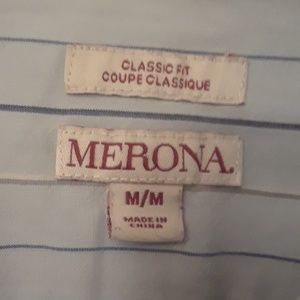 CLASSIC FIT
COUPE CLASSIQUE
MERONA.
M/M
MADE IN
CHINA